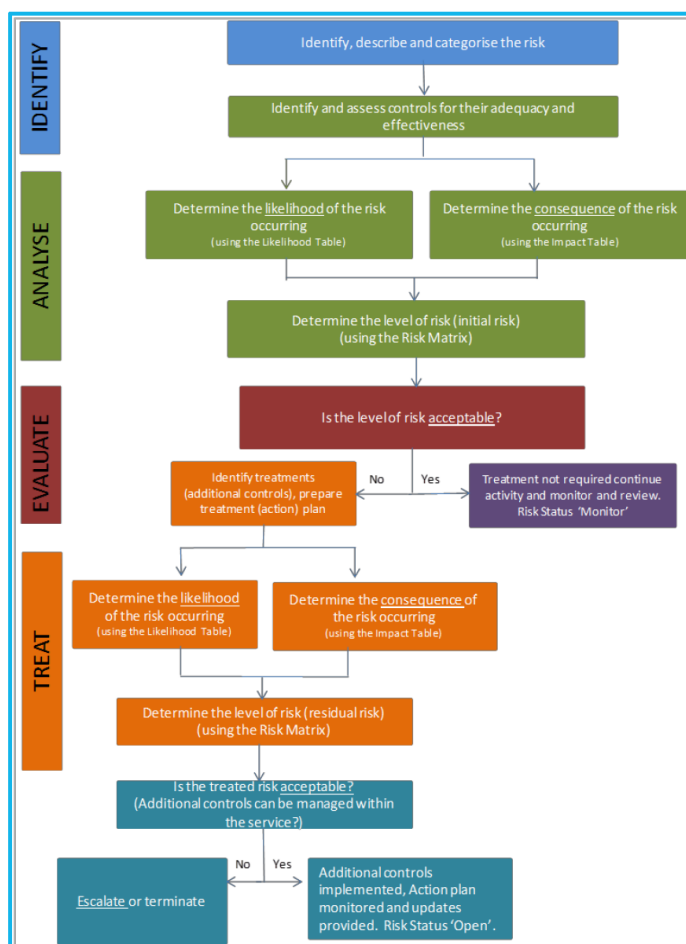 IDENTIFY
Identify, describe and categorise the risk
Identify and assess controls for their adequacy and
effectiveness
ANALYSE
Determine the likelihood of the risk
occurring
(using the Likelihood Table)
Determine the consequence of the risk
occurring
(using the Impact Table)
Determine the level of risk (initial risk)
(using the Risk Matrix)
EVALUATE
Is the level of risk acceptable?
No
Yes
Identify treatments
(additional controls), prepare
treatment (action) plan
Treatment not required continue
activity and monitor and review.
Risk Status 'Monitor'
TREAT
Determine the likelihood
of the risk occurring
(using the Likelihood Table)
Determine the consequence of
the risk occurring
(using the Impact Table)
Determine the level of risk (residual risk)
(using the Risk Matrix)
Is the treated risk acceptable?
(Additional controls can be managed within
the service?)
No
Yes
Escalate or terminate
Additional controls
implemented, Action plan
monitored and updates
provided. Risk Status 'Open'.